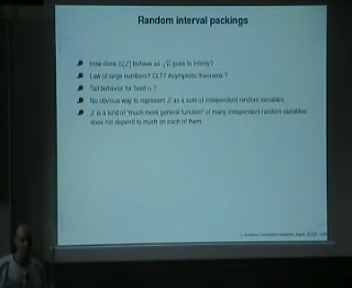 Random interval packings
How does E[Z] behave as √n goes to infinity?
Law of large numbers? CLT? Asymptotic theorems ?
Tail behavior for fixed n ?
No obvious way to represent Z as a sum of independent random variables.
Z is a kind of "much more general function" of many independent random variables
does not depend to much on each of them.